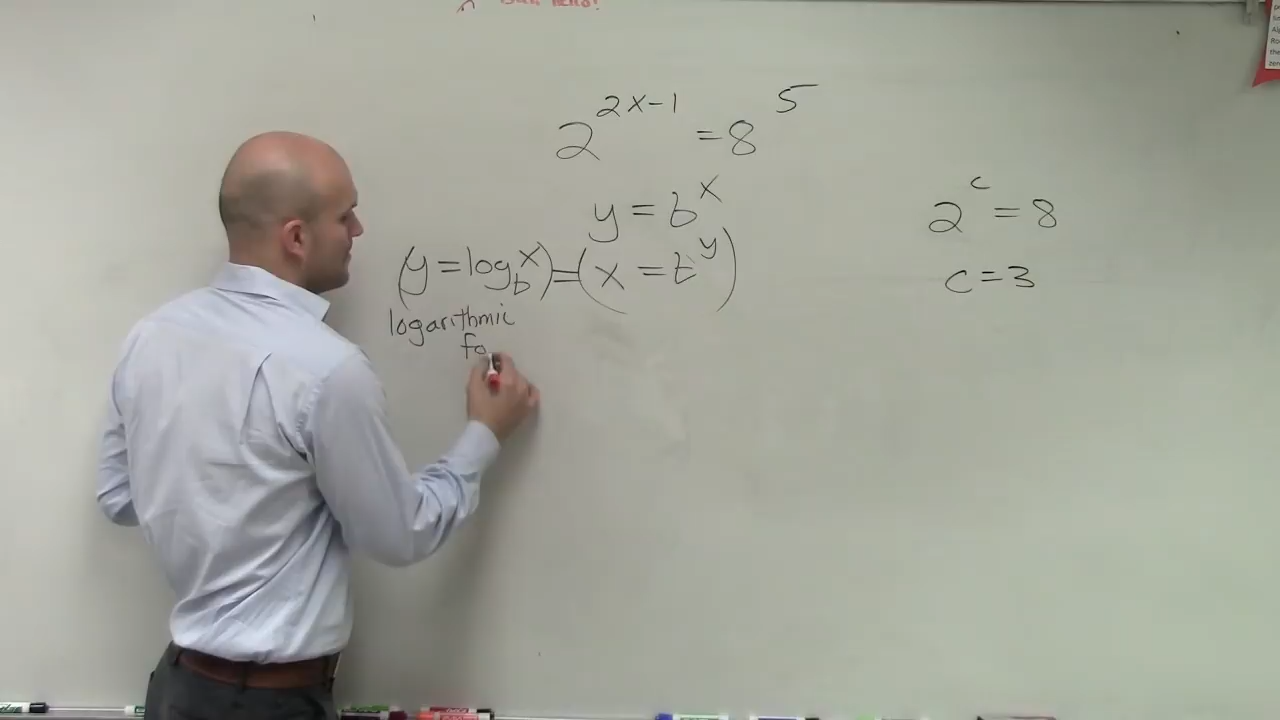 2^{2x-1} = 8^5
y = b^x
2^c = 8
(y = log_b x) = (x = b^y)
c = 3
logarithmic
fo